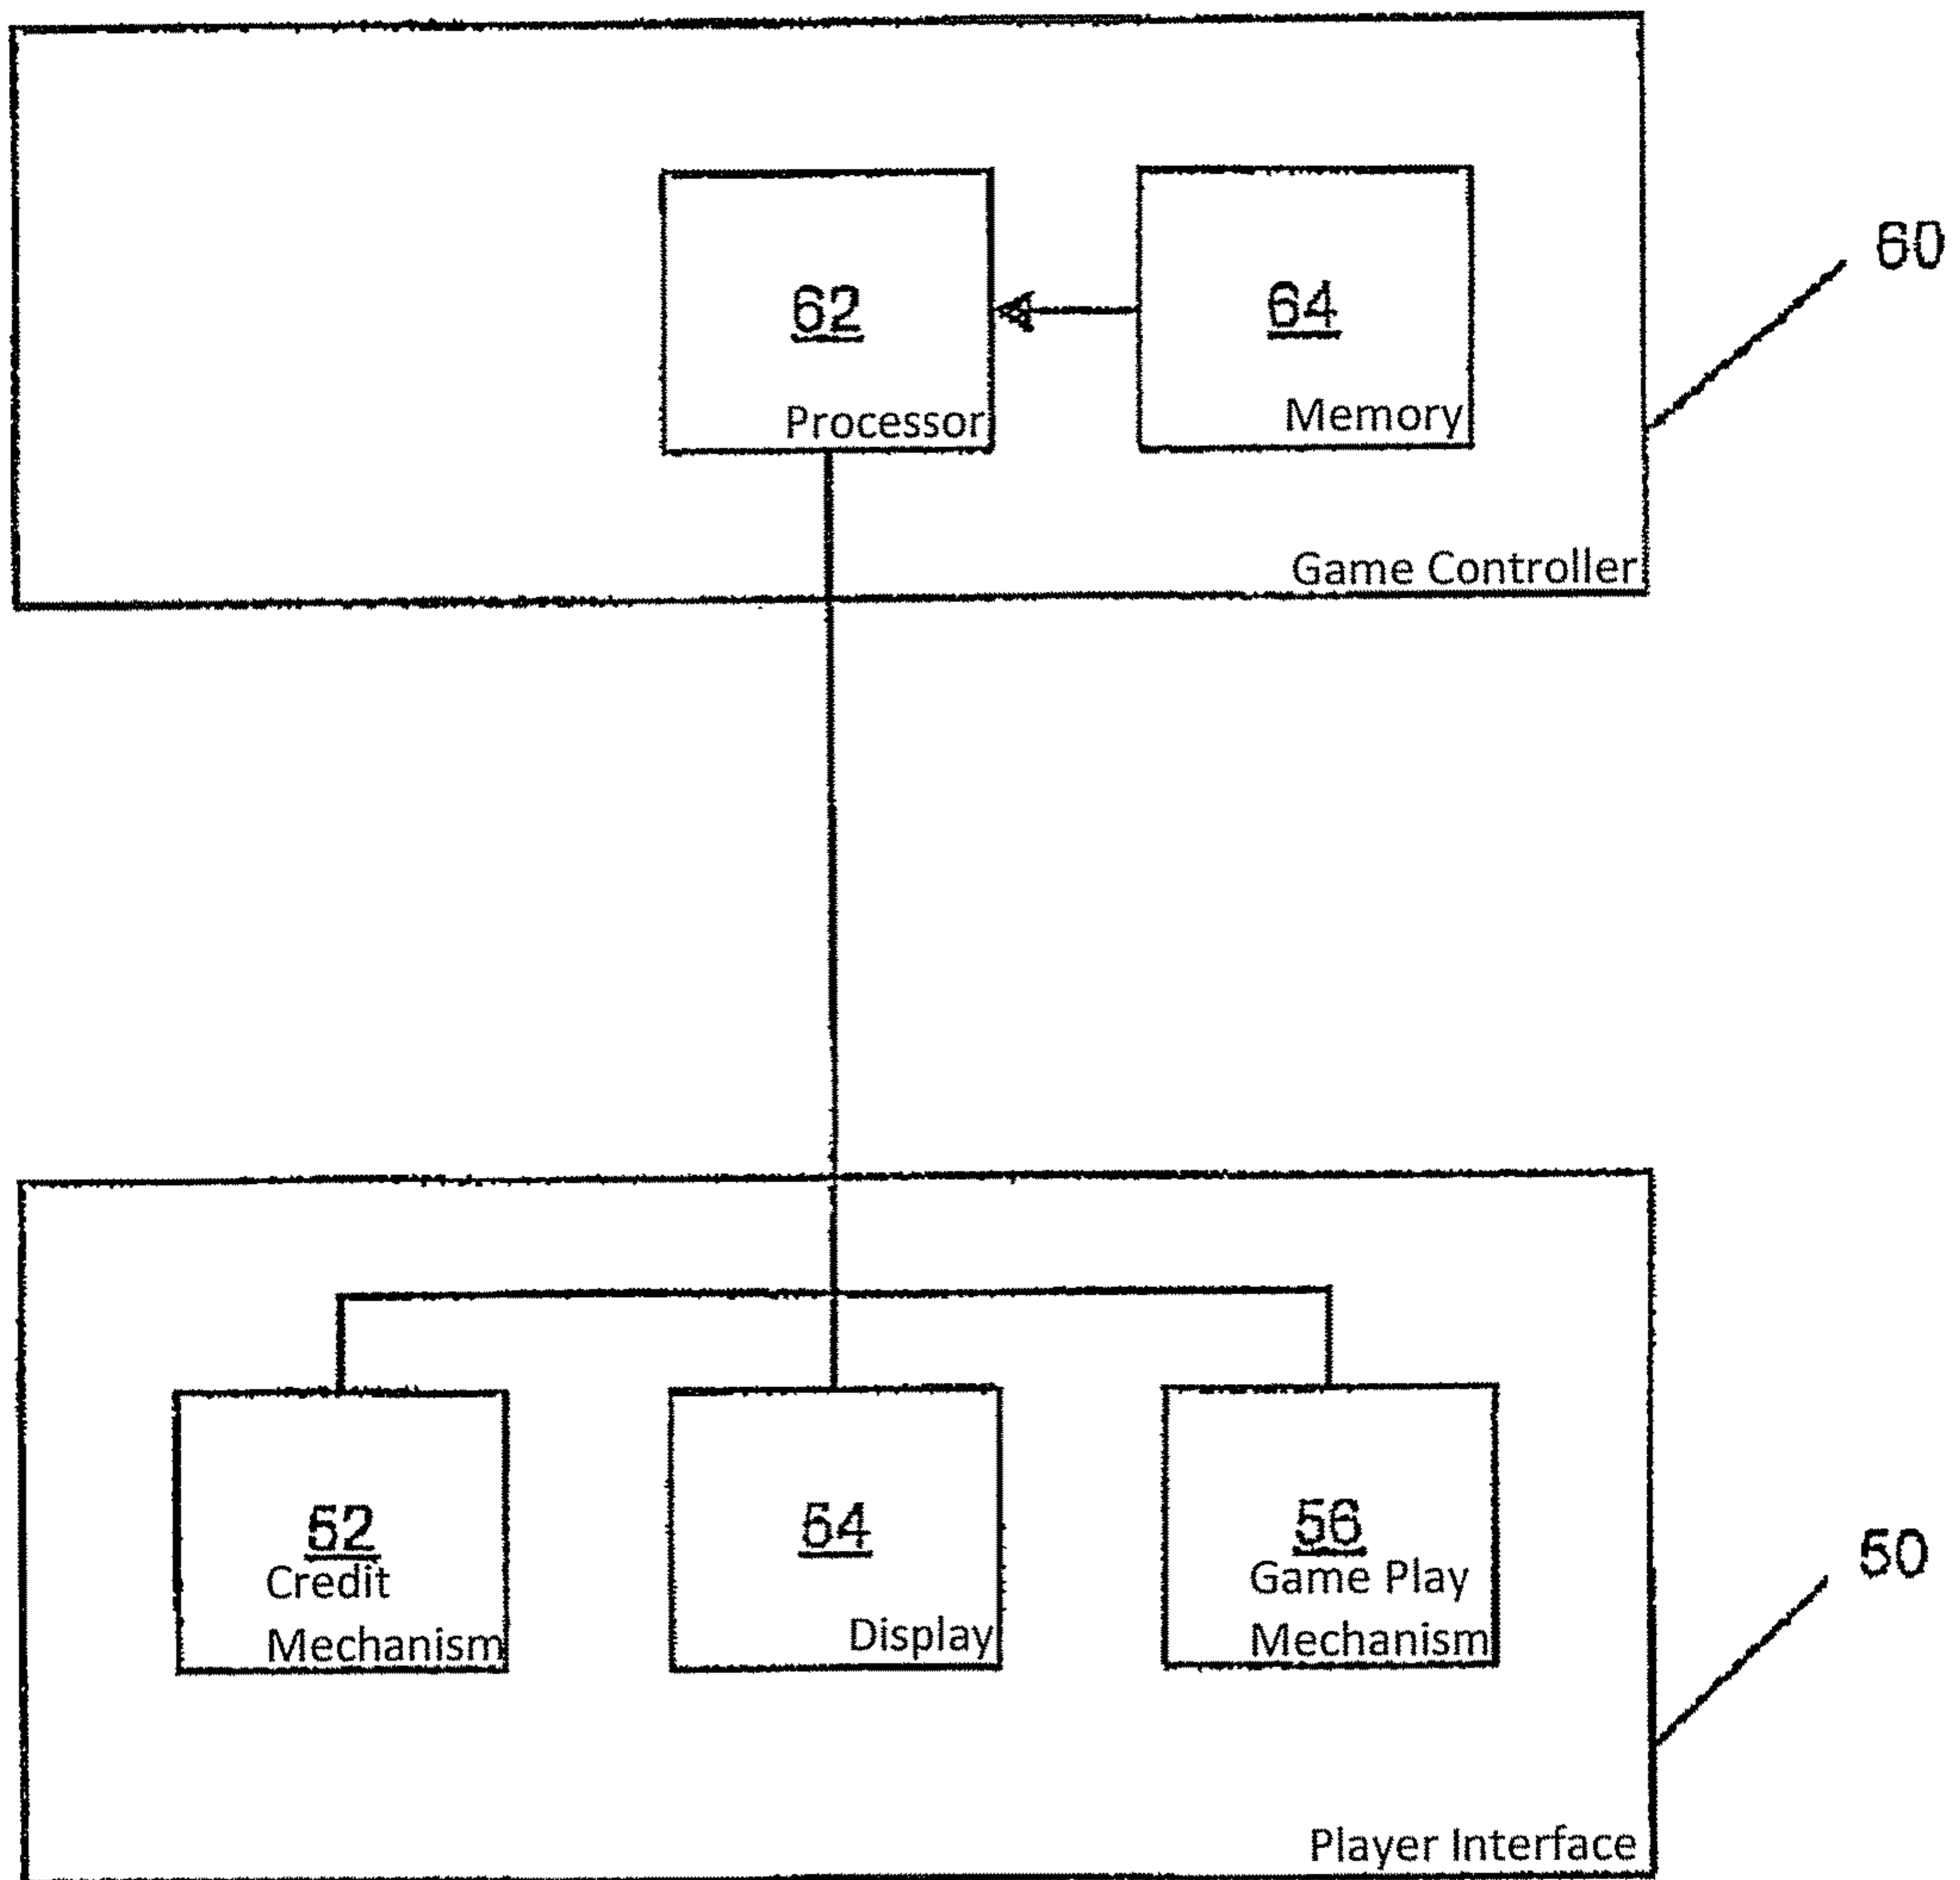 60
62
Processor
64
Memory
Game Controller
52
Credit
Mechanism
54
Display
56
Game Play
Mechanism
50
Player Interface